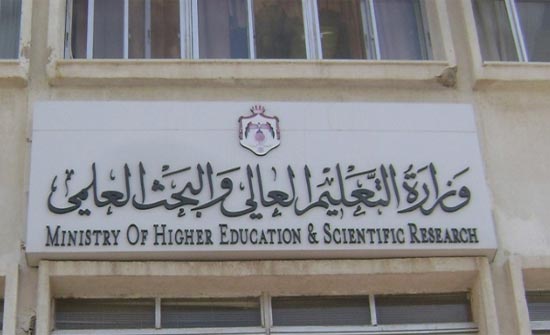 وزارة التعليم العالي والبحث العلمي
MINISTRY OF HIGHER EDUCATION & SCIENTIFIC RESEARCH